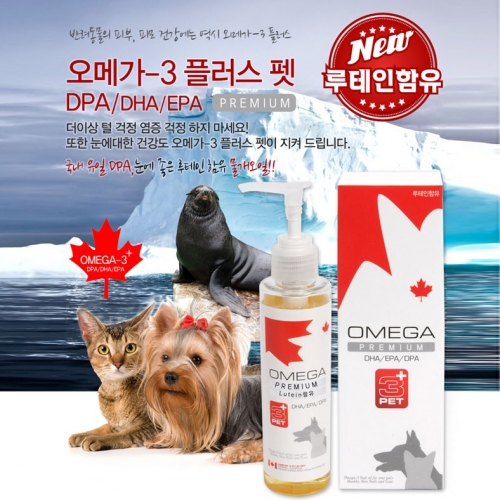 반려동물의 피부, 피모 건강에는 역시 오메가-3 플러스
New
루테인함유
오메가-3 플러스 펫
DPA/DHA/EPA PREMIUM
더이상 털 걱정 염증 걱정 하지 마세요!
또한 눈에대한 건강도 오메가-3 플러스 펫이 지켜 드립니다.
국내 유일 DPA, 눈에 좋은 루테인 함유 물개오일!!
루테인함유
OMEGA-3+
DPA/DHA/EPA
OMEGA
PREMIUM
DHA/EPA/DPA
3+
PET
OMEGA
PREMIUM
Lutein함유
DHA/EPA/DPA
3+
PET